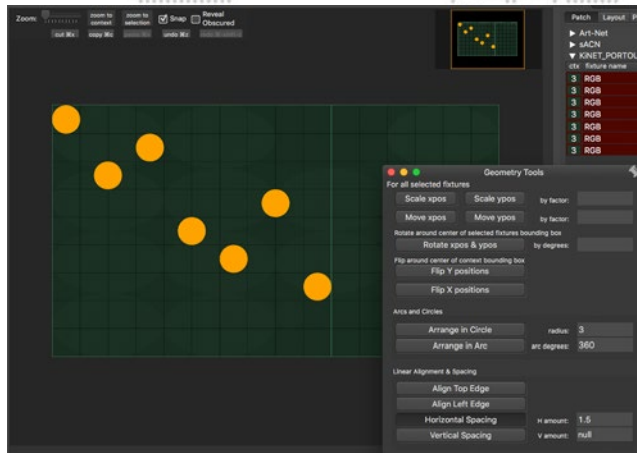 Zoom:
zoom to context
zoom to selection
Snap
Reveal Obscured
cut ⌘x
copy ⌘c
undo ⌘z
Patch Layout
Art-Net
sACN
KiNET_PORTOU
ctx fixture name
3 RGB
3 RGB
3 RGB
3 RGB
3 RGB
3 RGB
3 RGB
Geometry Tools
For all selected fixtures
Scale xpos Scale ypos by factor:
Move xpos Move ypos by factor:
Rotate around center of selected fixtures bounding box
Rotate xpos & ypos by degrees:
Flip around center of context bounding box
Flip Y positions
Flip X positions
Arcs and Circles
Arrange in Circle radius: 3
Arrange in Arc arc degrees: 360
Linear Alignment & Spacing
Align Top Edge
Align Left Edge
Horizontal Spacing H amount: 1.5
Vertical Spacing V amount: null